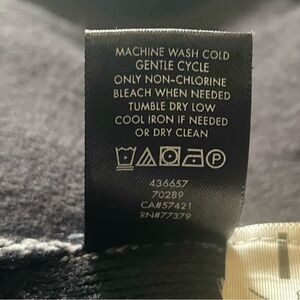 MACHINE WASH COLD
GENTLE CYCLE
ONLY NON-CHLORINE
BLEACH WHEN NEEDED
TUMBLE DRY LOW
COOL IRON IF NEEDED
OR DRY CLEAN
P
436657
70289
CA#57421
RN#77379